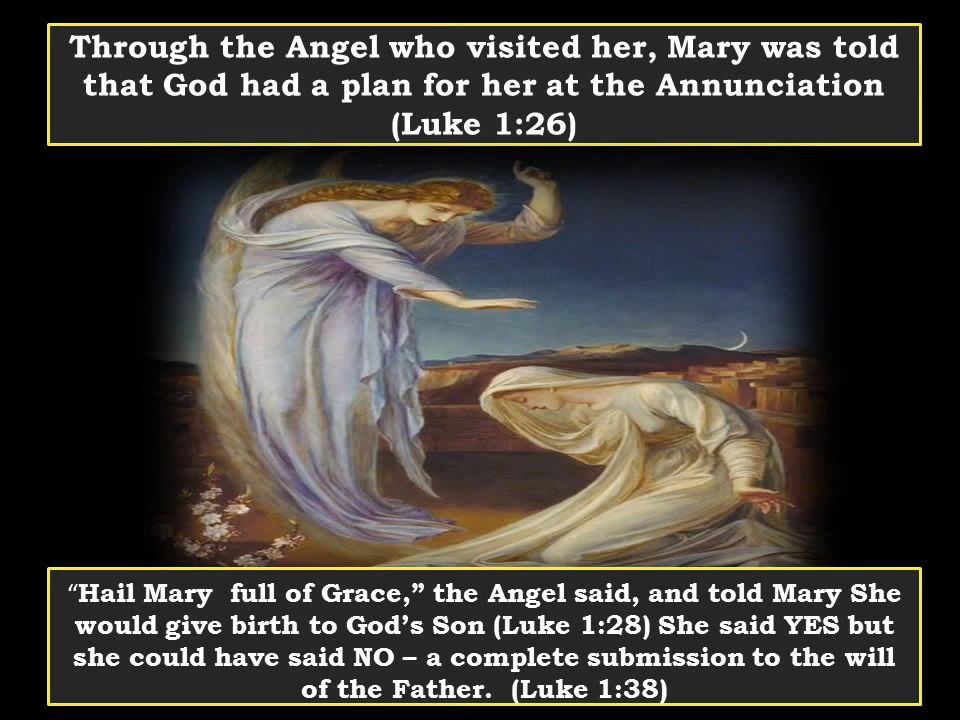 Through the Angel who visited her, Mary was told
that God had a plan for her at the Annunciation
(Luke 1:26)
“Hail Mary  full of Grace,” the Angel said, and told Mary She
would give birth to God’s Son (Luke 1:28) She said YES but
she could have said NO – a complete submission to the will
of the Father.  (Luke 1:38)